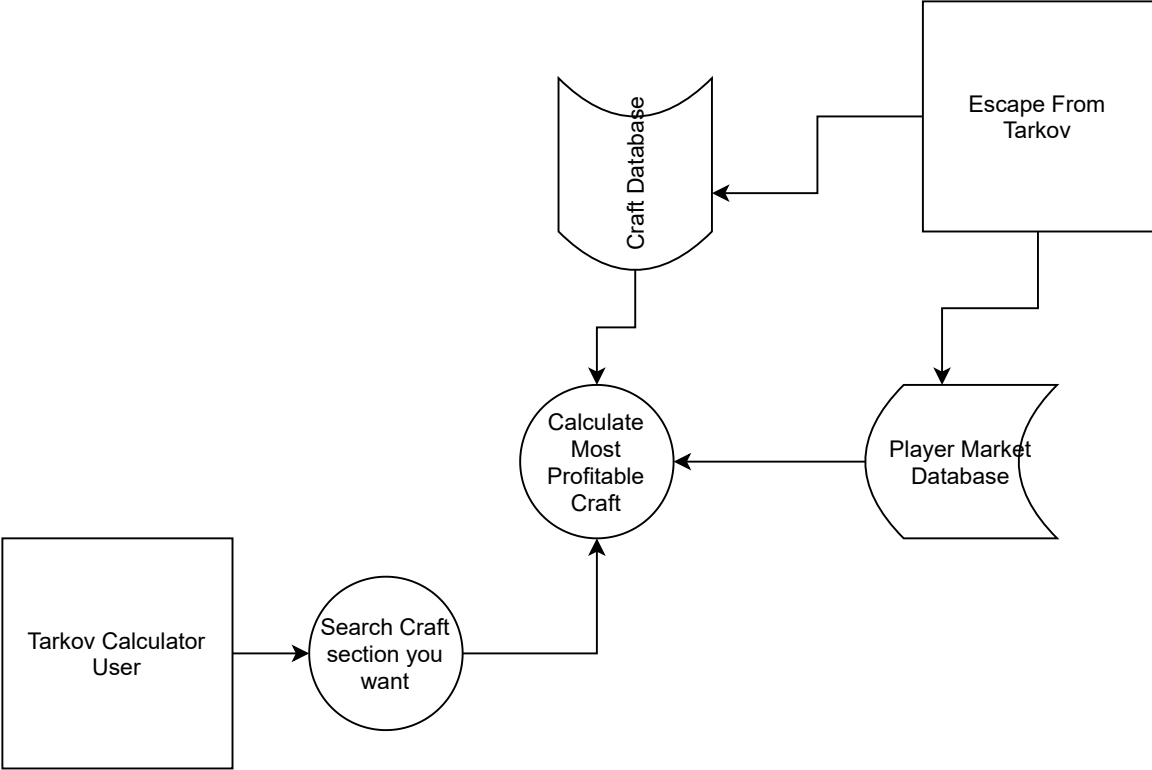 Escape From
Tarkov
Craft Database
Calculate
Most
Profitable
Craft
Player Market
Database
Tarkov Calculator
User
Search Craft
section you
want